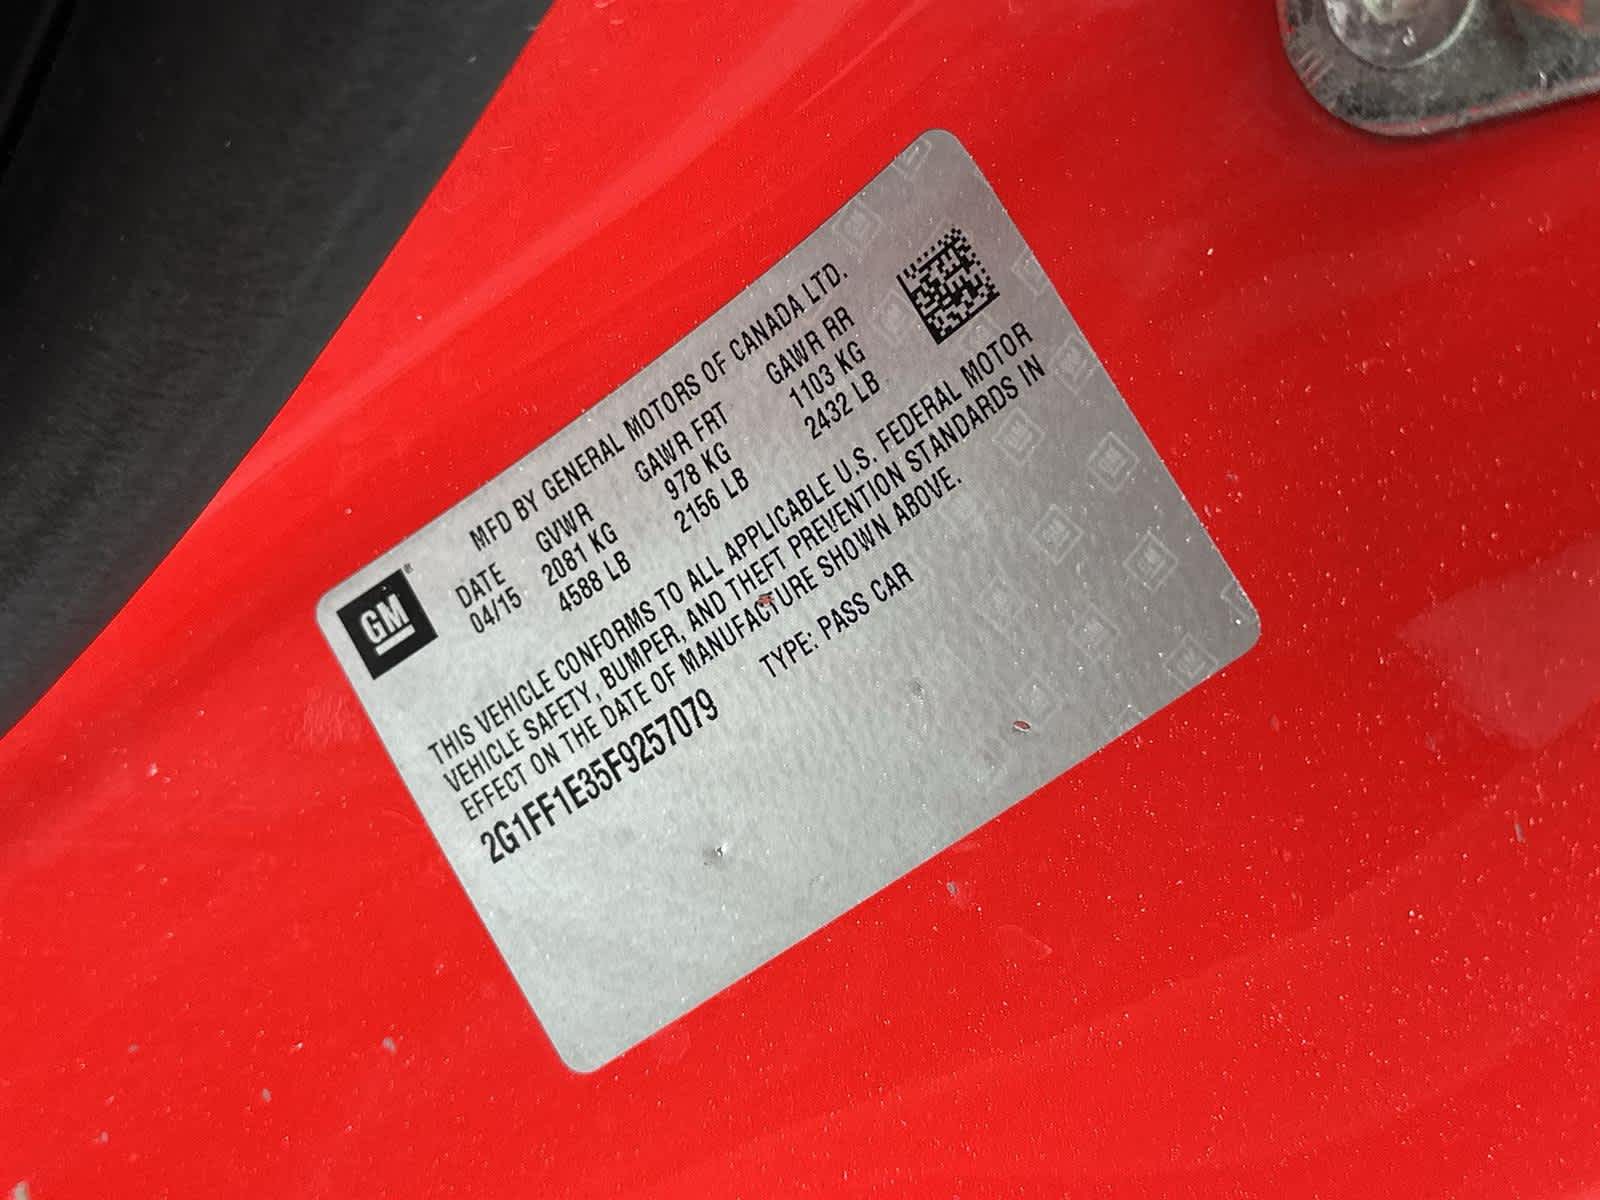 GM®
MFD BY GENERAL MOTORS OF CANADA LTD.
DATE GVWR GAWR FRT GAWR RR
04/15 2081 KG 978 KG 1103 KG
4588 LB 2156 LB 2432 LB
THIS VEHICLE CONFORMS TO ALL APPLICABLE U.S. FEDERAL MOTOR
VEHICLE SAFETY, BUMPER, AND THEFT PREVENTION STANDARDS IN
EFFECT ON THE DATE OF MANUFACTURE SHOWN ABOVE.
2G1FF1E35F9257079 TYPE: PASS CAR